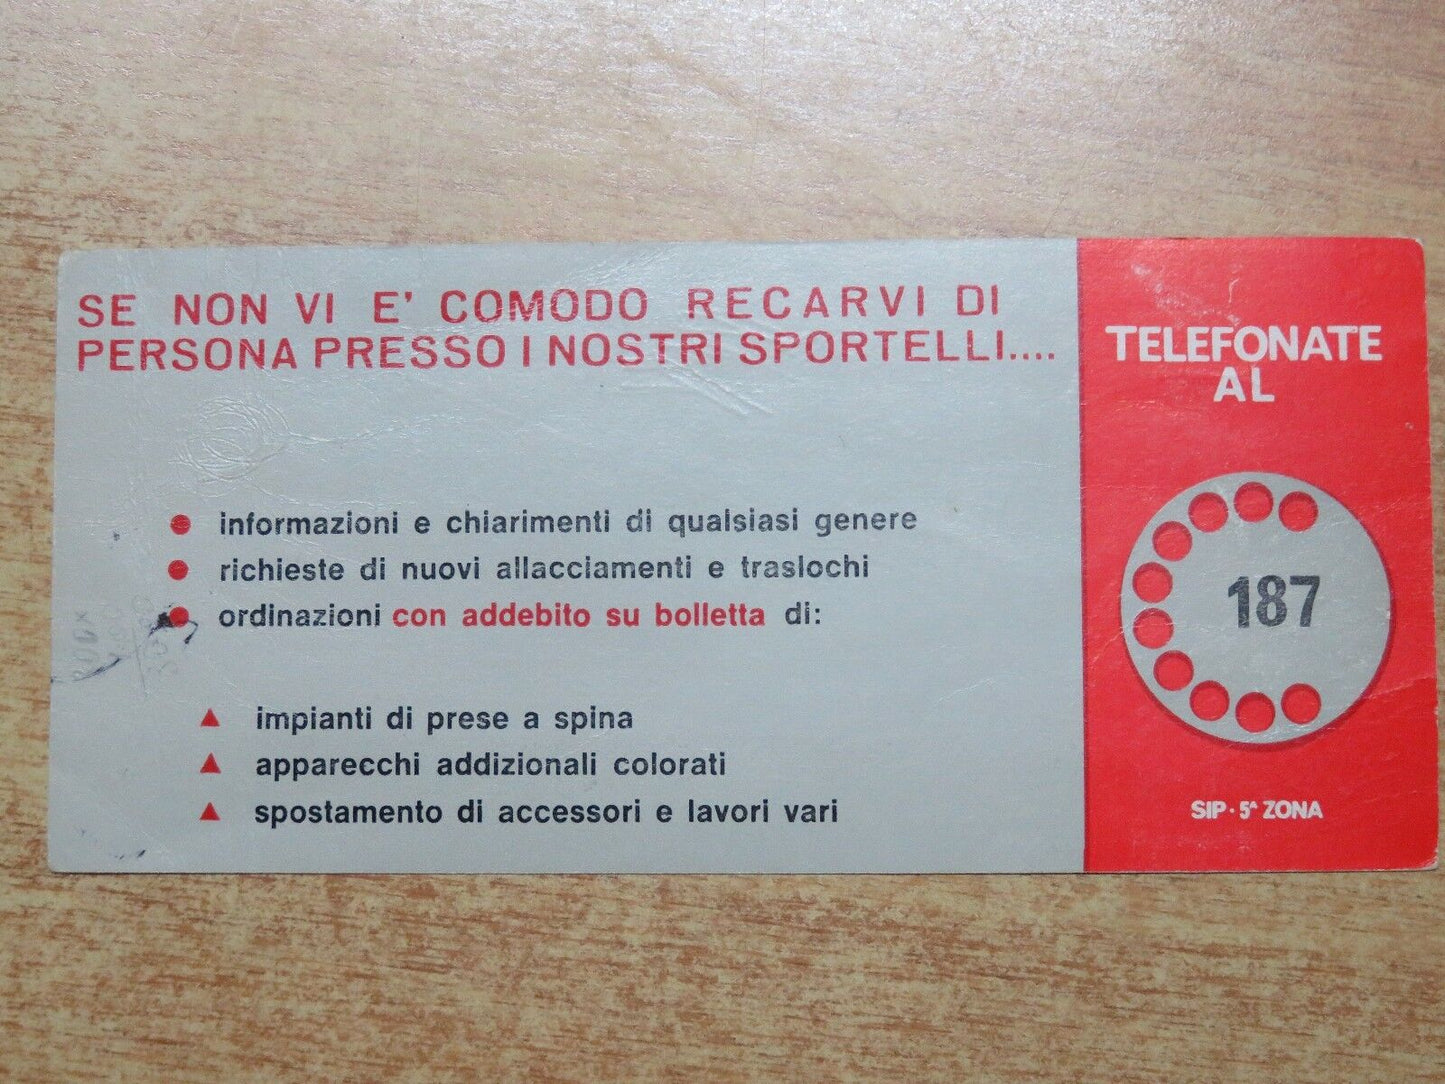 SE NON VI E' COMODO RECARVI DI
PERSONA PRESSO I NOSTRI SPORTELLI....
● informazioni e chiarimenti di qualsiasi genere
● richieste di nuovi allacciamenti e traslochi
● ordinazioni con addebito su bolletta di:
▲ impianti di prese a spina
▲ apparecchi addizionali colorati
▲ spostamento di accessori e lavori vari
TELEFONATE
AL
187
SIP · 5ᴬ ZONA